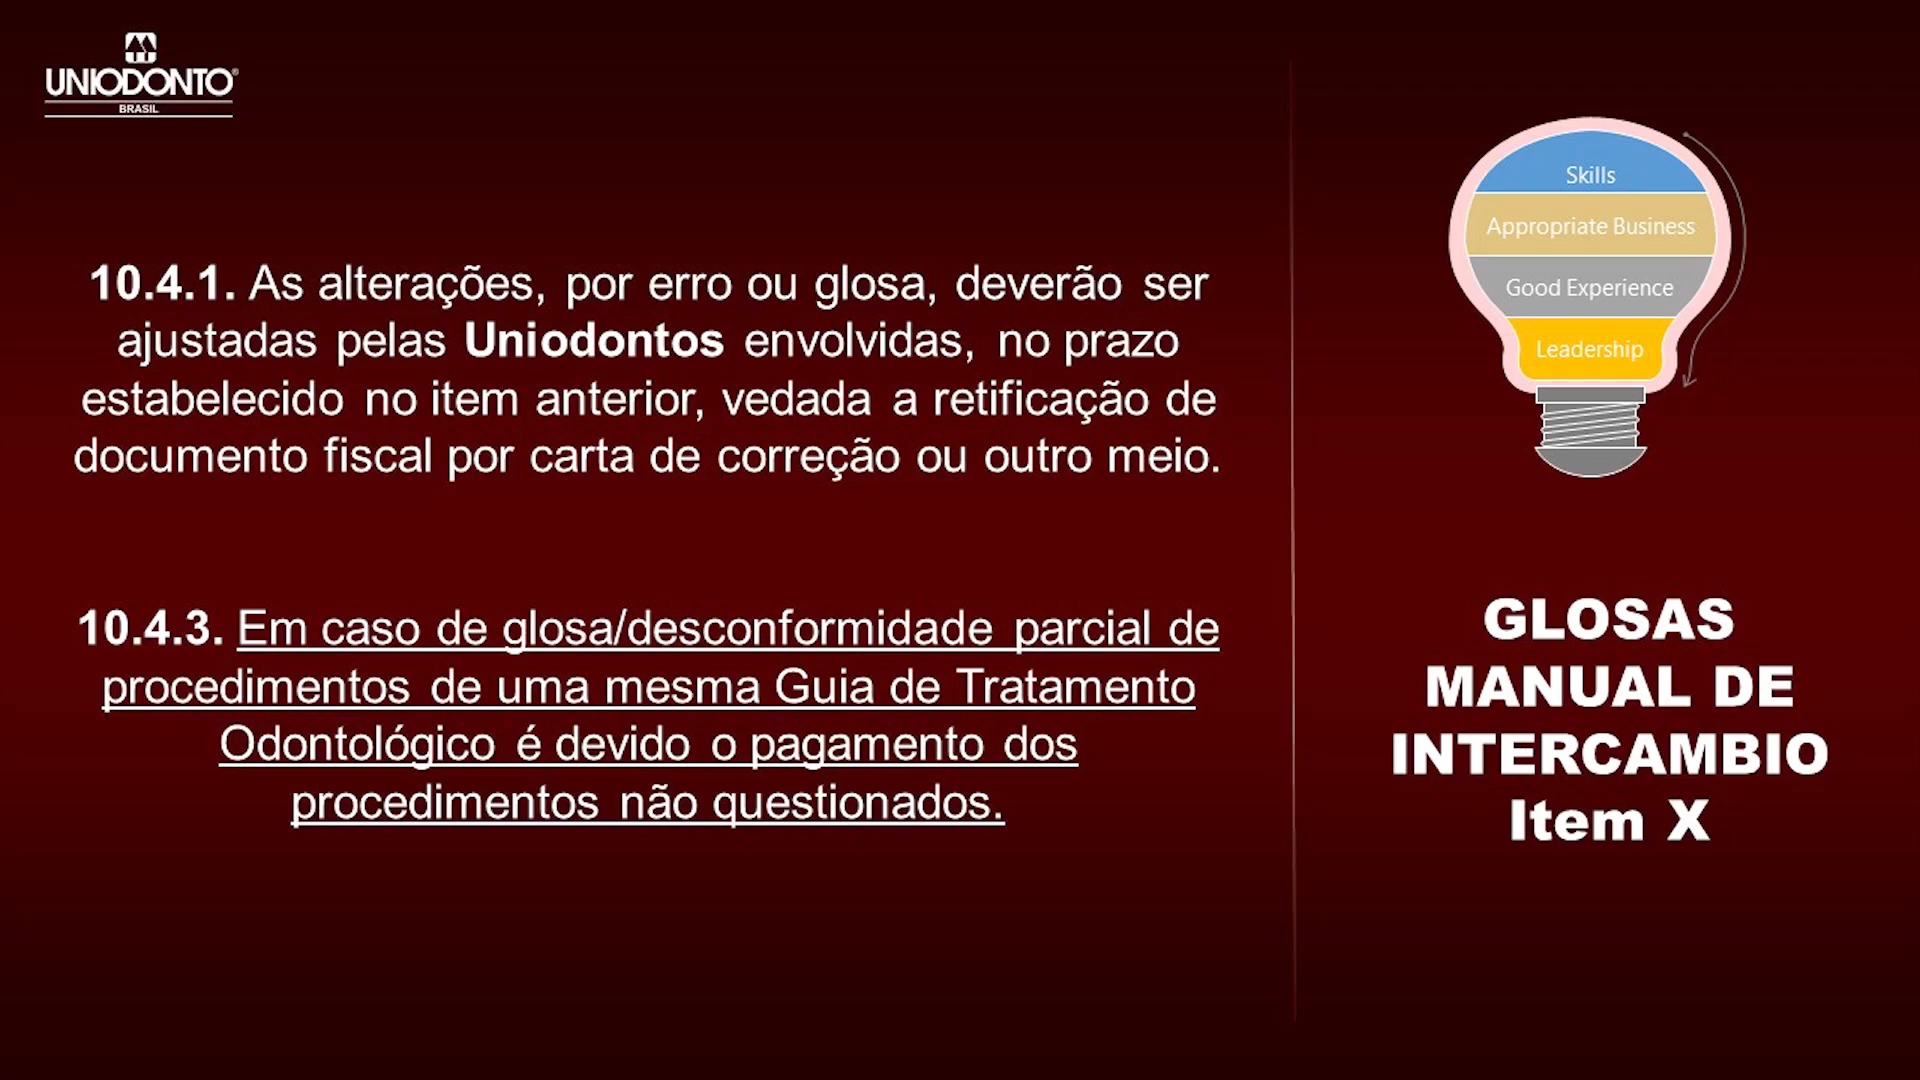 UNIODONTO®
BRASIL
10.4.1. As alterações, por erro ou glosa, deverão ser
ajustadas pelas Uniodontos envolvidas, no prazo
estabelecido no item anterior, vedada a retificação de
documento fiscal por carta de correção ou outro meio.
10.4.3. Em caso de glosa/desconformidade parcial de
procedimentos de uma mesma Guia de Tratamento
Odontológico é devido o pagamento dos
procedimentos não questionados.
Skills
Appropriate Business
Good Experience
Leadership
GLOSAS
MANUAL DE
INTERCAMBIO
Item X